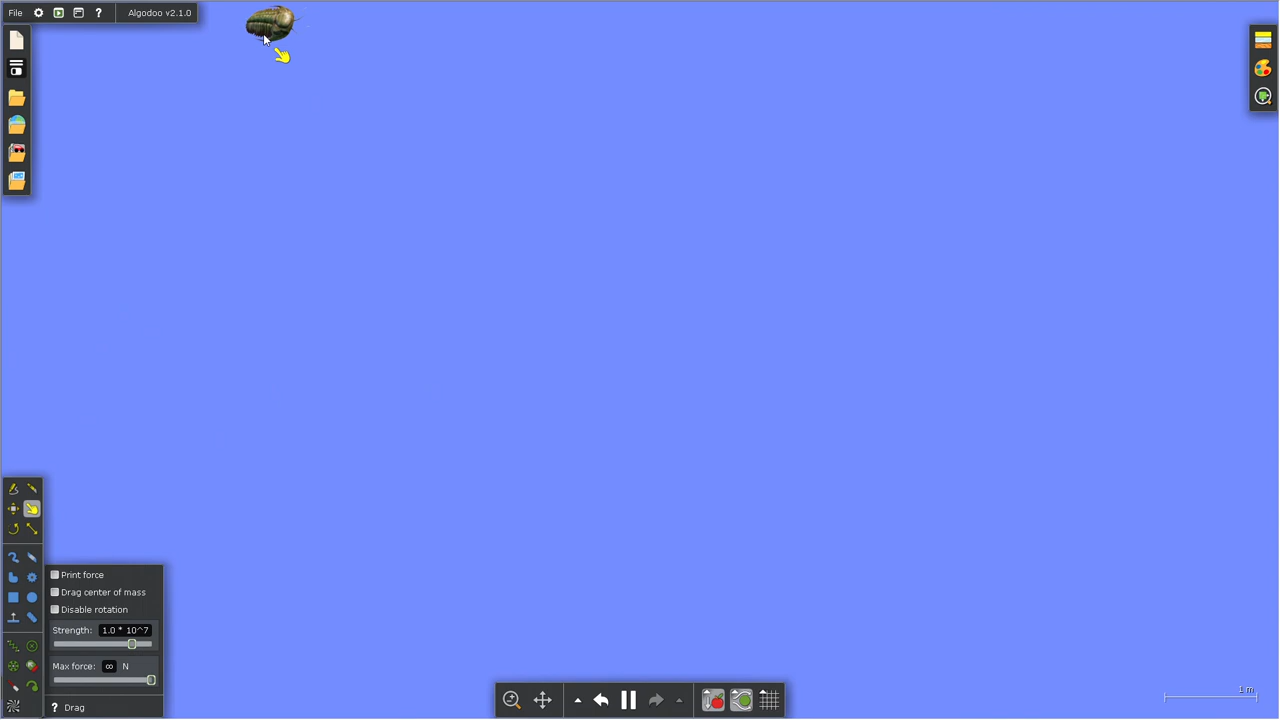 File ? Algodoo v2.1.0
Print force
Drag center of mass
Disable rotation
Strength: 1.0 * 10^7
Max force: ∞ N
? Drag
1 m